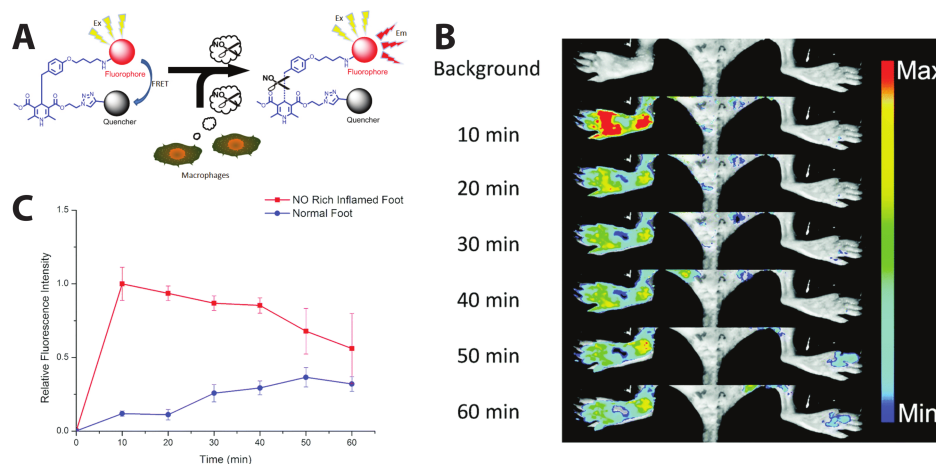 A
Ex
Fluorophore
FRET
Quencher
NO
NO
Macrophages
Ex
Em
Fluorophore
NO
Quencher
B
Background
10 min
20 min
30 min
40 min
50 min
60 min
Max
Min
C
NO Rich Inflamed Foot
Normal Foot
Relative Fluorescence Intensity
1.5
1.0
0.5
0.0
0
10
20
30
40
50
60
Time (min)